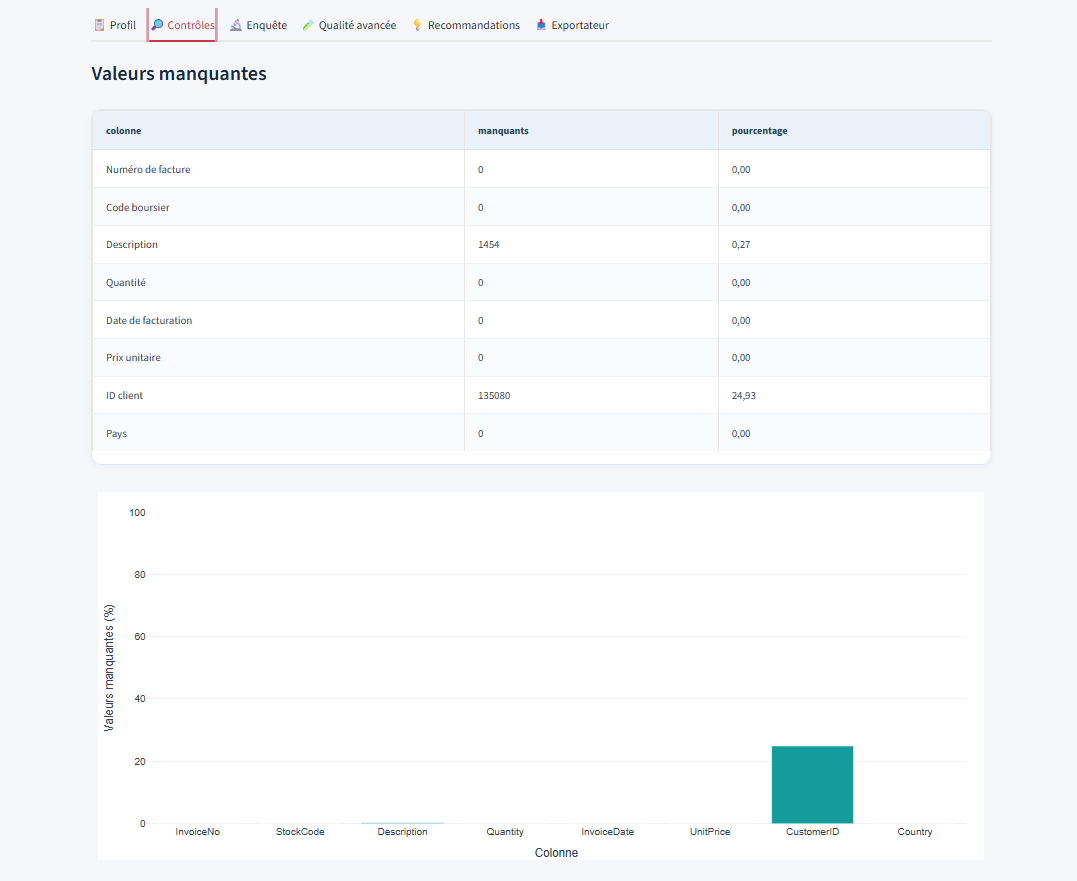 Profil Contrôles Enquête Qualité avancée Recommandations Exportateur
Valeurs manquantes
colonne manquants pourcentage
Numéro de facture 0 0,00
Code boursier 0 0,00
Description 1454 0,27
Quantité 0 0,00
Date de facturation 0 0,00
Prix unitaire 0 0,00
ID client 135080 24,93
Pays 0 0,00
100
80
60
40
20
0
Valeurs manquantes (%)
InvoiceNo StockCode Description Quantity InvoiceDate UnitPrice CustomerID Country
Colonne